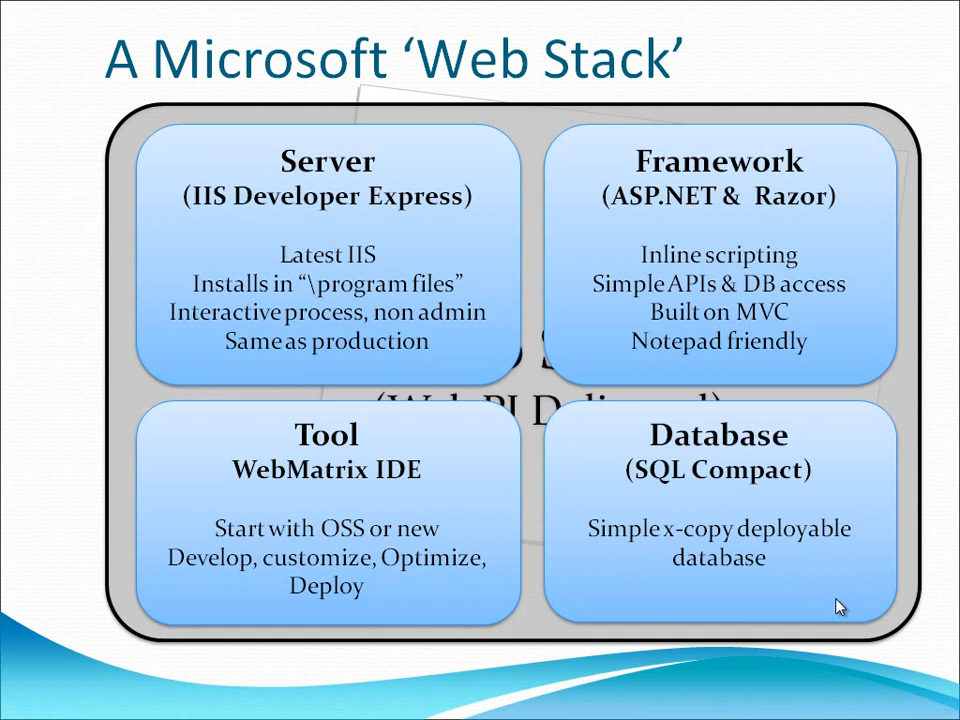 A Microsoft ‘Web Stack’
Server
(IIS Developer Express)
Latest IIS
Installs in “\program files”
Interactive process, non admin
Same as production
Framework
(ASP.NET & Razor)
Inline scripting
Simple APIs & DB access
Built on MVC
Notepad friendly
Tool
WebMatrix IDE
Start with OSS or new
Develop, customize, Optimize,
Deploy
Database
(SQL Compact)
Simple x-copy deployable
database